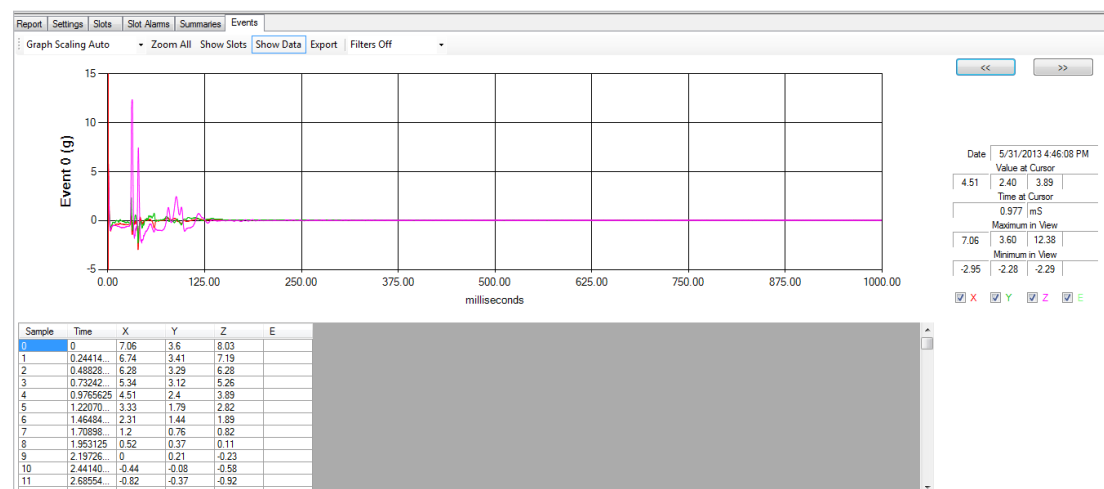 Report Settings Slots Slot Alarms Summaries Events
Graph Scaling Auto Zoom All Show Slots Show Data Export Filters Off
<< >>
15
10
5
0
-5
Event 0 (g)
0.00 125.00 250.00 375.00 500.00 625.00 750.00 875.00 1000.00
milliseconds
Date 5/31/2013 4:46:08 PM
Value at Cursor
4.51 2.40 3.89
Time at Cursor
0.977 mS
Maximum in View
7.06 3.60 12.38
Minimum in View
-2.95 -2.28 -2.29
X Y Z E
Sample Time X Y Z E
0 0 7.06 3.6 8.03
1 0.24414... 6.74 3.41 7.19
2 0.48828... 6.28 3.29 6.28
3 0.73242... 5.34 3.12 5.26
4 0.9765625 4.51 2.4 3.89
5 1.22070... 3.33 1.79 2.82
6 1.46484... 2.31 1.44 1.89
7 1.70898... 1.2 0.76 0.82
8 1.953125 0.52 0.37 0.11
9 2.19726... 0 0.21 -0.23
10 2.44140... -0.44 -0.08 -0.58
11 2.68554... -0.82 -0.37 -0.92